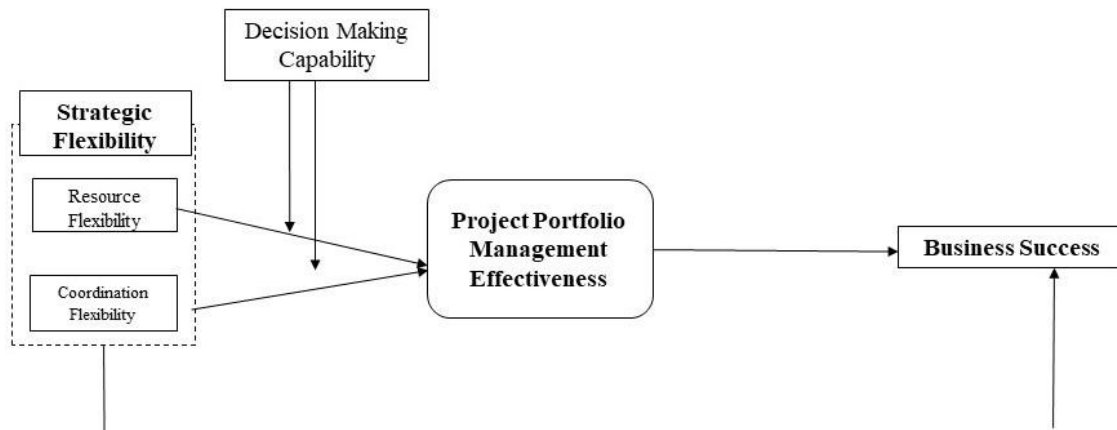 Decision Making
Capability
Strategic
Flexibility
Resource
Flexibility
Coordination
Flexibility
Project Portfolio
Management
Effectiveness
Business Success